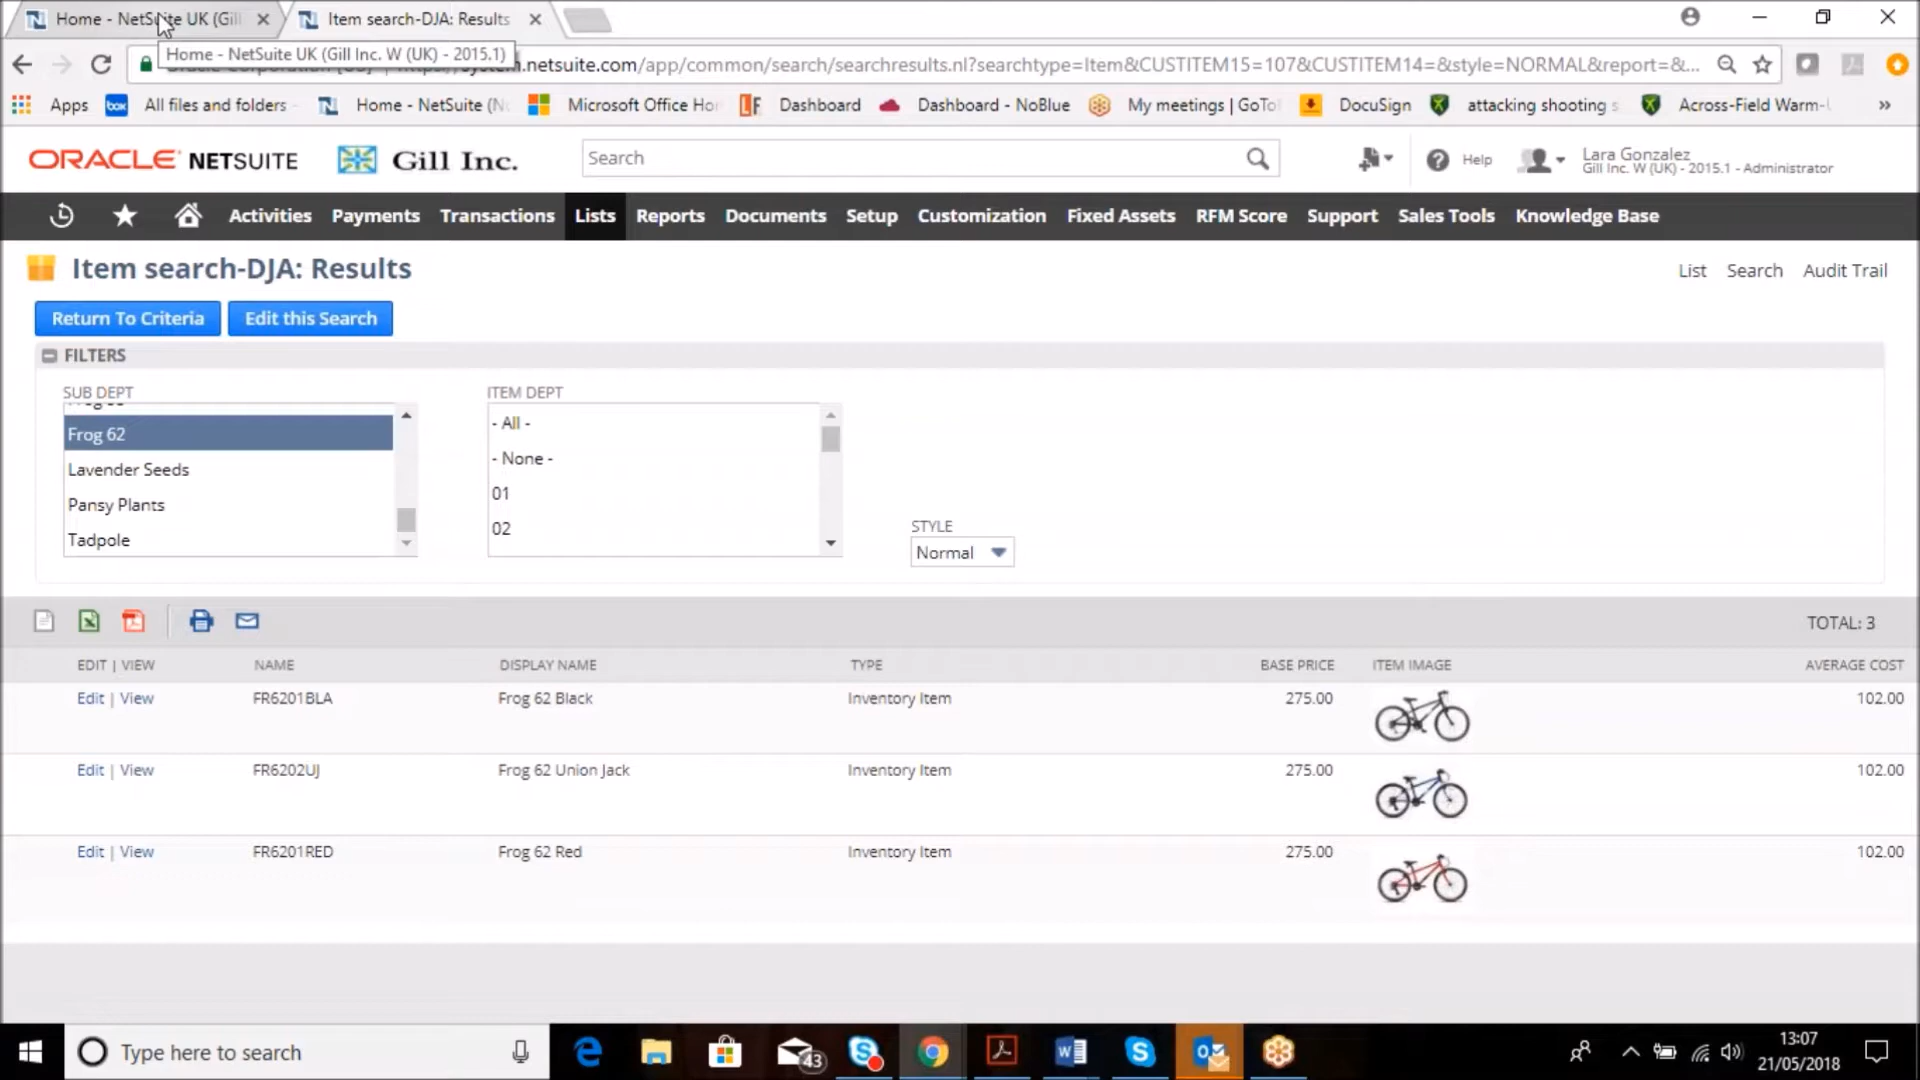 Home - NetSuite UK (Gill
Item search-DJA: Results
Home - NetSuite UK (Gill Inc. W (UK) - 2015.1)
.netsuite.com/app/common/search/searchresults.nl?searchtype=Item&CUSTITEM15=107&CUSTITEM14=&style=NORMAL&report=&...
Apps
box
All files and folders
Home - NetSuite (N
Microsoft Office Ho
LF
Dashboard
Dashboard - NoBlue
My meetings | GoTo
DocuSign
attacking shooting s
Across-Field Warm-
»
ORACLE NETSUITE
Gill Inc.
Search
Help
Lara Gonzalez
Gill Inc. W (UK) - 2015.1 - Administrator
Activities Payments Transactions Lists Reports Documents Setup Customization Fixed Assets RFM Score Support Sales Tools Knowledge Base
Item search-DJA: Results
List Search Audit Trail
Return To Criteria
Edit this Search
FILTERS
SUB DEPT
Frog 62
Lavender Seeds
Pansy Plants
Tadpole
ITEM DEPT
- All -
- None -
01
02
STYLE
Normal
TOTAL: 3
EDIT | VIEW NAME DISPLAY NAME TYPE BASE PRICE ITEM IMAGE AVERAGE COST
Edit | View FR6201BLA Frog 62 Black Inventory Item 275.00 102.00
Edit | View FR6202UJ Frog 62 Union Jack Inventory Item 275.00 102.00
Edit | View FR6201RED Frog 62 Red Inventory Item 275.00 102.00
Type here to search
43
13:07
21/05/2018